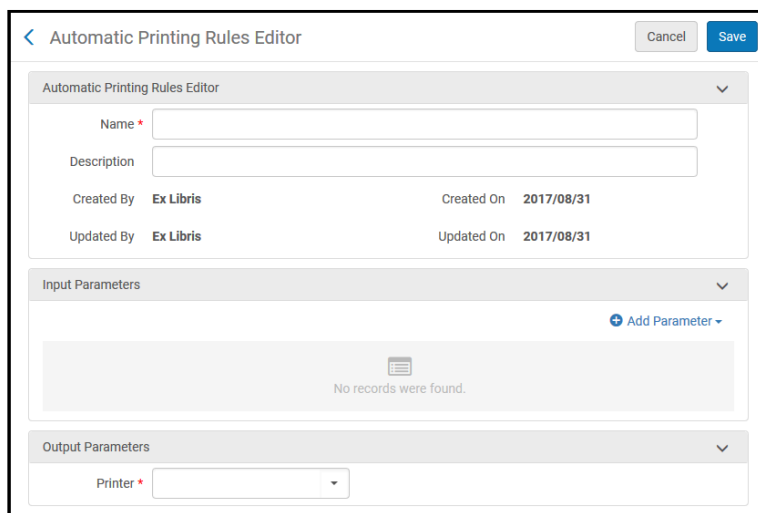 Automatic Printing Rules Editor
Cancel
Save
Automatic Printing Rules Editor
Name *
Description
Created By Ex Libris Created On 2017/08/31
Updated By Ex Libris Updated On 2017/08/31
Input Parameters
Add Parameter
No records were found.
Output Parameters
Printer *